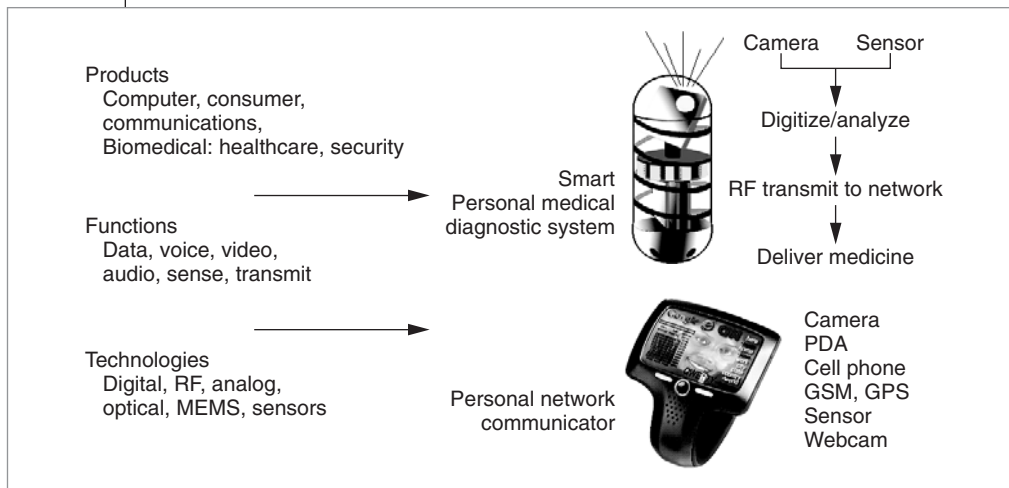 Products
Computer, consumer,
communications,
Biomedical: healthcare, security
Functions
Data, voice, video,
audio, sense, transmit
Technologies
Digital, RF, analog,
optical, MEMS, sensors
Smart
Personal medical
diagnostic system
Camera Sensor
Digitize/analyze
RF transmit to network
Deliver medicine
Personal network
communicator
Google
Camera
PDA
Cell phone
GSM, GPS
Sensor
Webcam